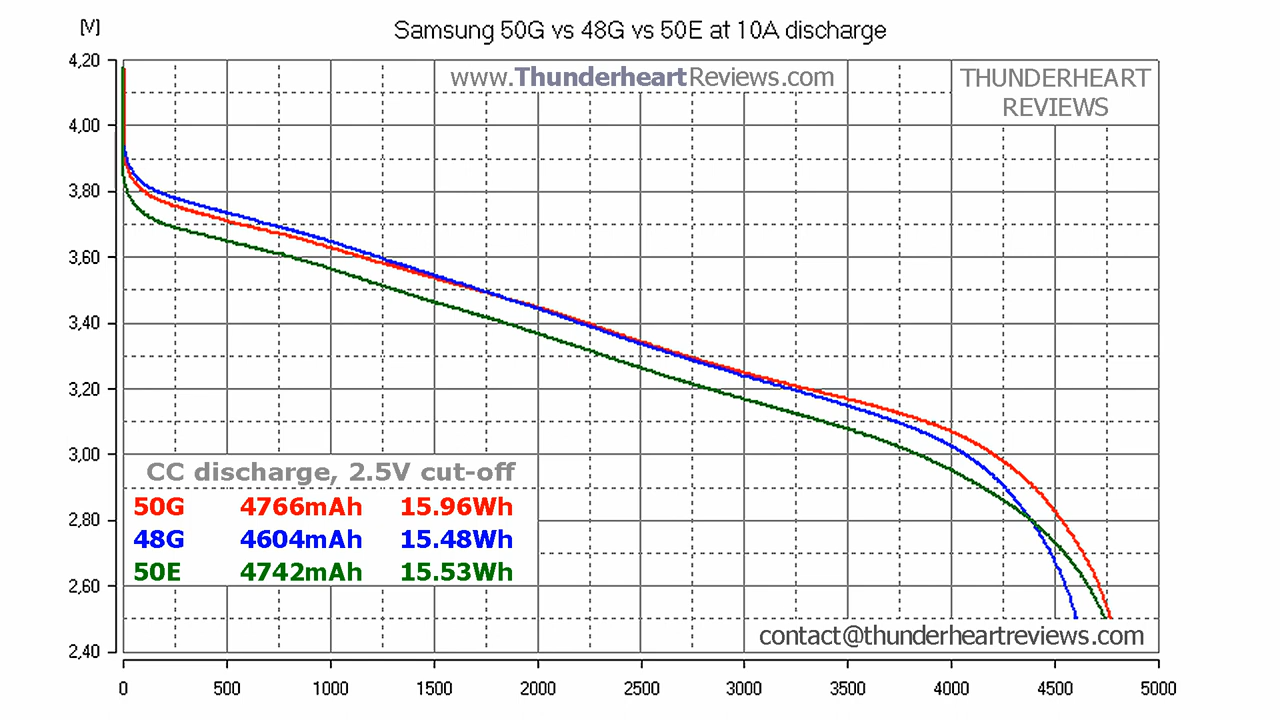 [V]
Samsung 50G vs 48G vs 50E at 10A discharge
www.ThunderheartReviews.com
THUNDERHEART
REVIEWS
4,20
4,00
3,80
3,60
3,40
3,20
3,00
2,80
2,60
2,40
CC discharge, 2.5V cut-off
50G 4766mAh 15.96Wh
48G 4604mAh 15.48Wh
50E 4742mAh 15.53Wh
contact@thunderheartreviews.com
0 500 1000 1500 2000 2500 3000 3500 4000 4500 5000